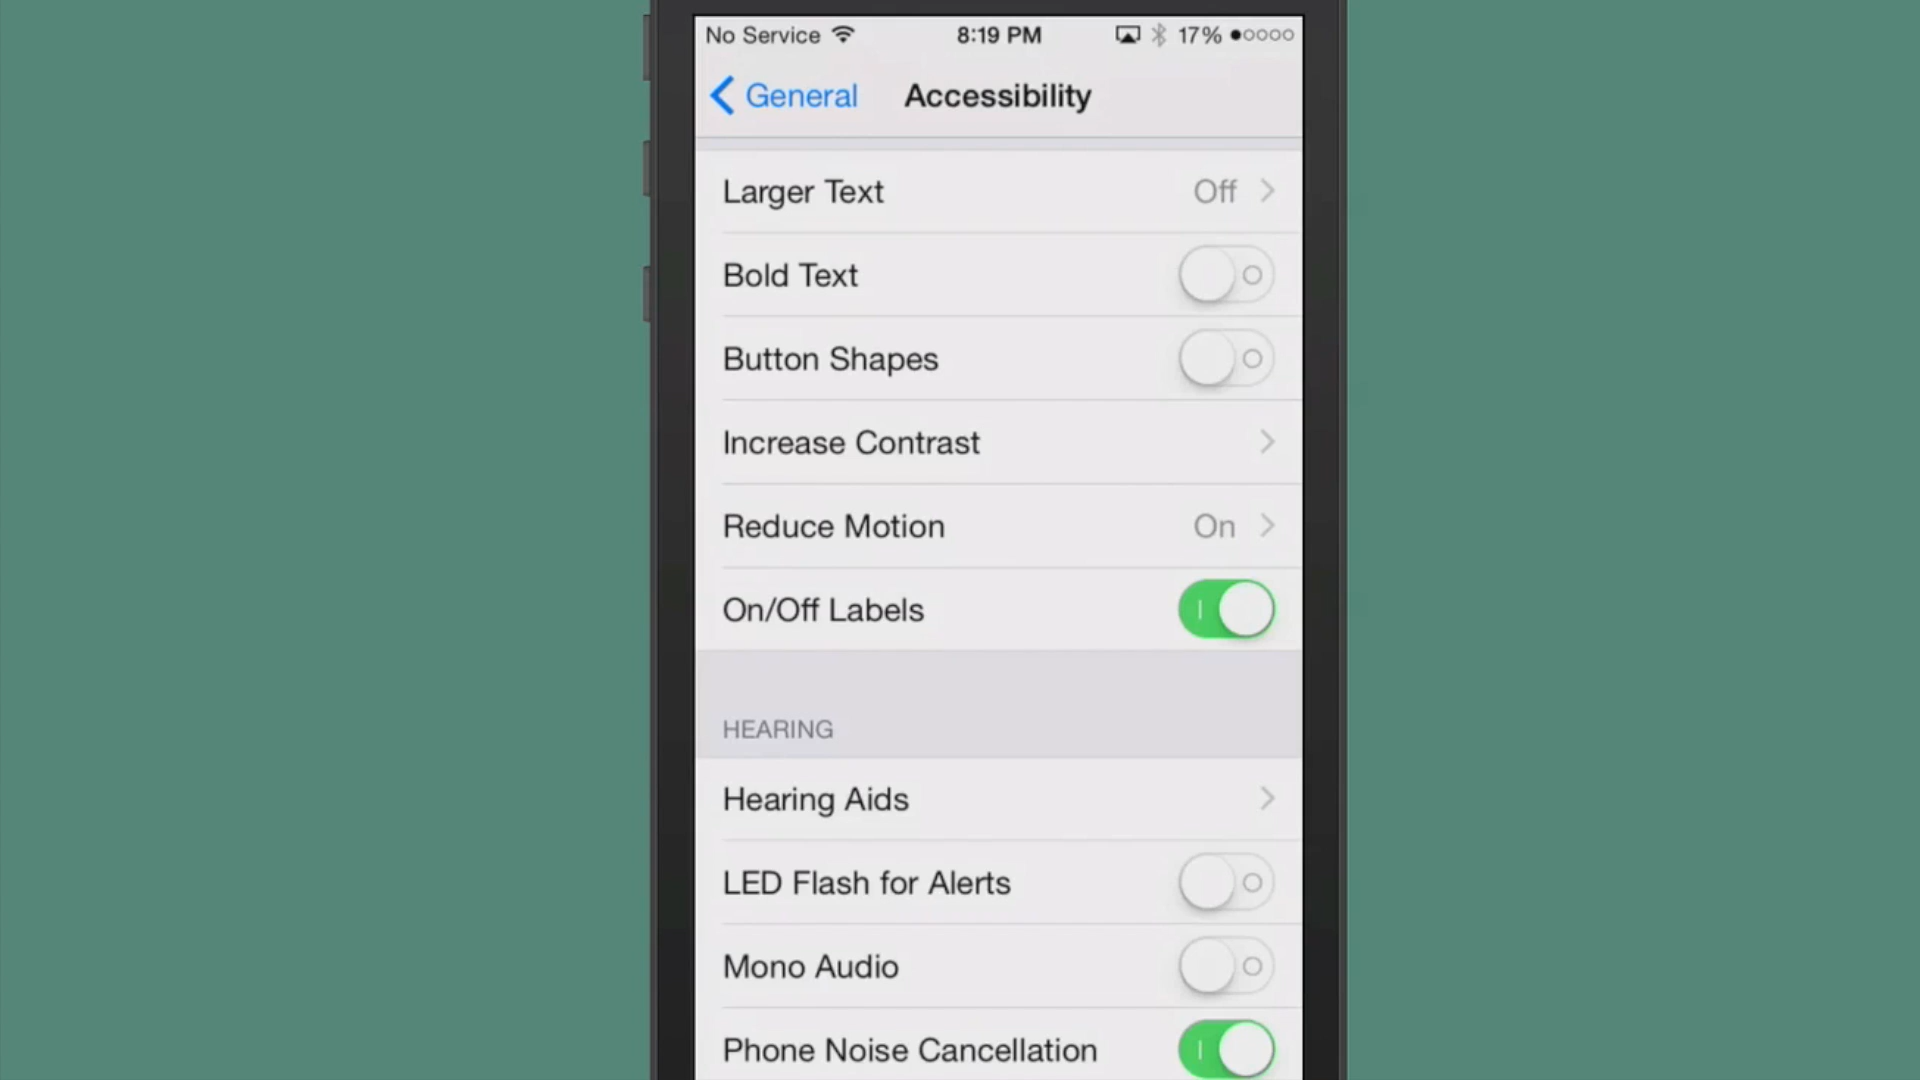 No Service 8:19 PM 17%
General Accessibility
Larger Text Off
Bold Text
Button Shapes
Increase Contrast
Reduce Motion On
On/Off Labels
HEARING
Hearing Aids
LED Flash for Alerts
Mono Audio
Phone Noise Cancellation